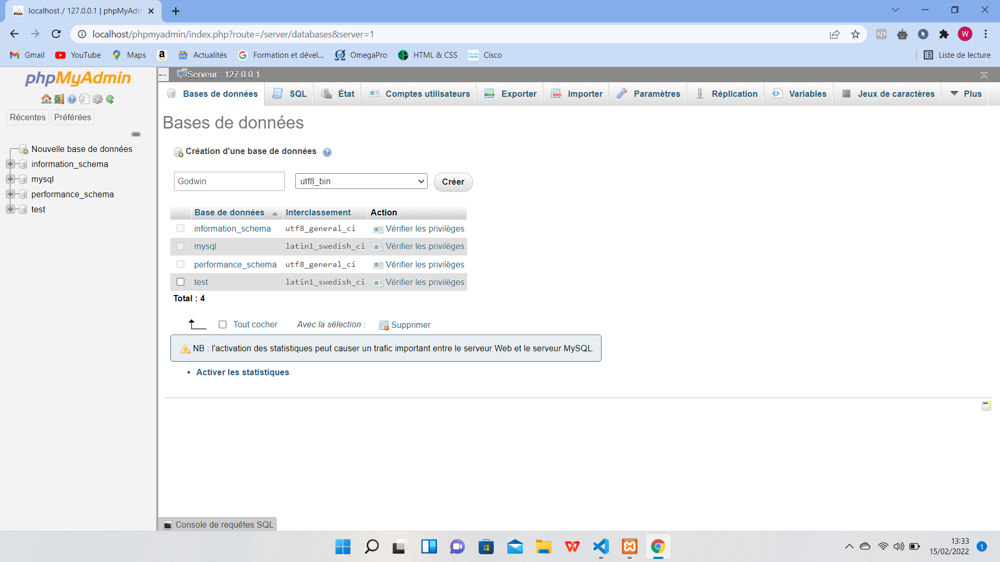 localhost / 127.0.0.1 | phpMyAdm
localhost/phpmyadmin/index.php?route=/server/databases&server=1
W
Gmail
YouTube
Maps
Actualités
Formation et dével...
OmegaPro
HTML & CSS
Cisco
Liste de lecture
phpMyAdmin
Récentes
Préférées
Nouvelle base de données
information_schema
mysql
performance_schema
test
Serveur : 127.0.0.1
Bases de données
SQL
État
Comptes utilisateurs
Exporter
Importer
Paramètres
Réplication
Variables
Jeux de caractères
Plus
Bases de données
Création d'une base de données
Godwin
utf8_bin
Créer
Base de données Interclassement Action
information_schema utf8_general_ci Vérifier les privilèges
mysql latin1_swedish_ci Vérifier les privilèges
performance_schema utf8_general_ci Vérifier les privilèges
test latin1_swedish_ci Vérifier les privilèges
Total : 4
Tout cocher Avec la sélection : Supprimer
NB : l'activation des statistiques peut causer un trafic important entre le serveur Web et le serveur MySQL.
• Activer les statistiques
Console de requêtes SQL
13:33
15/02/2022
1